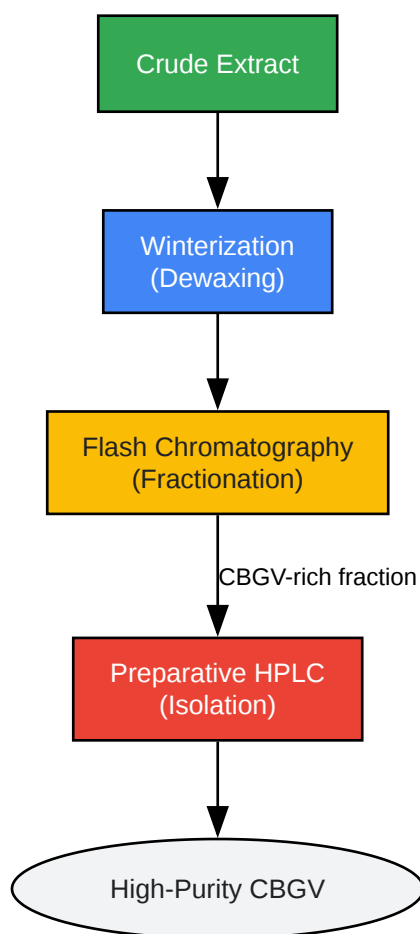 Crude Extract
Winterization
(Dewaxing)
Flash Chromatography
(Fractionation)
CBGV-rich fraction
Preparative HPLC
(Isolation)
High-Purity CBGV